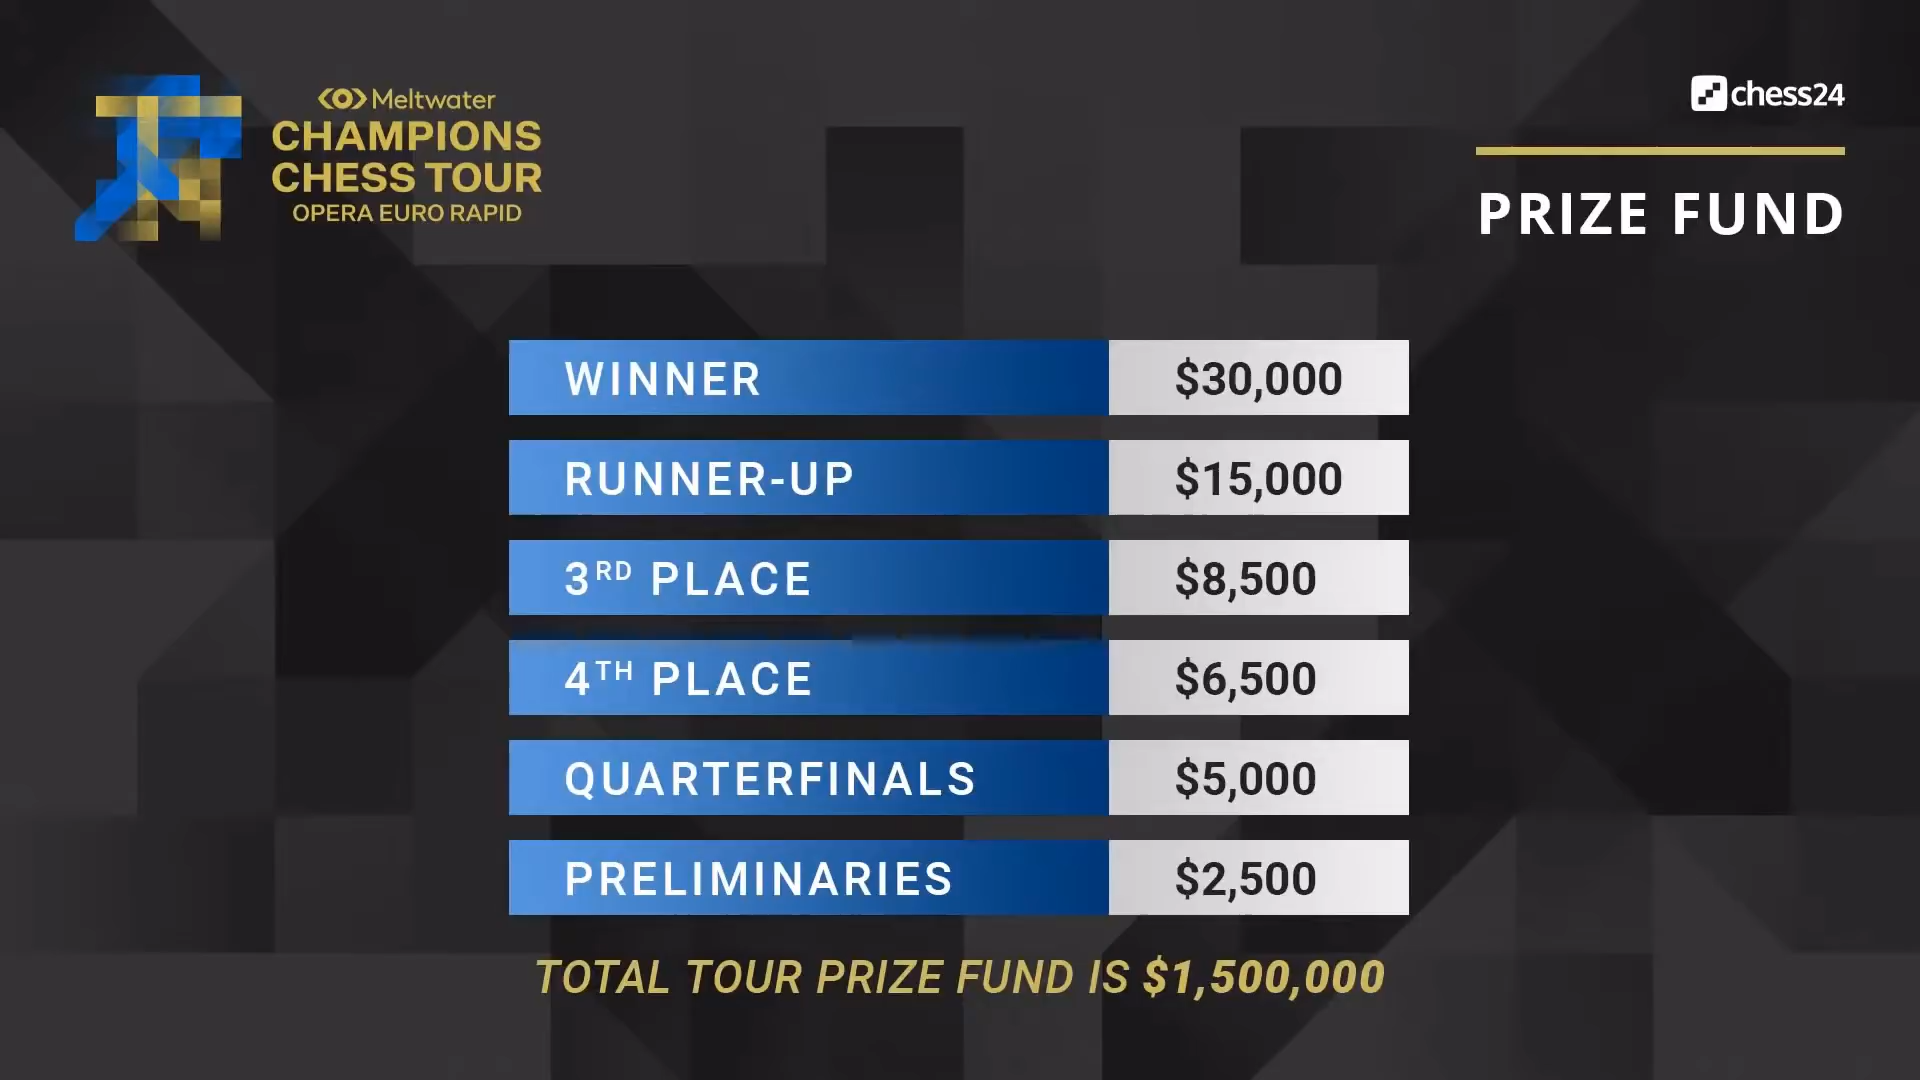 Meltwater
CHAMPIONS
CHESS TOUR
OPERA EURO RAPID
chess24
PRIZE FUND
WINNER $30,000
RUNNER-UP $15,000
3RD PLACE $8,500
4TH PLACE $6,500
QUARTERFINALS $5,000
PRELIMINARIES $2,500
TOTAL TOUR PRIZE FUND IS $1,500,000